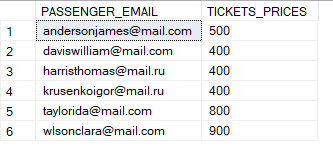 PASSENGER_EMAIL TICKETS_PRICES
1 andersonjames@mail.com 500
2 daviswilliam@mail.com 400
3 harristhomas@mail.ru 400
4 krusenkoigor@mail.ru 400
5 taylorida@mail.com 800
6 wlsonclara@mail.com 900